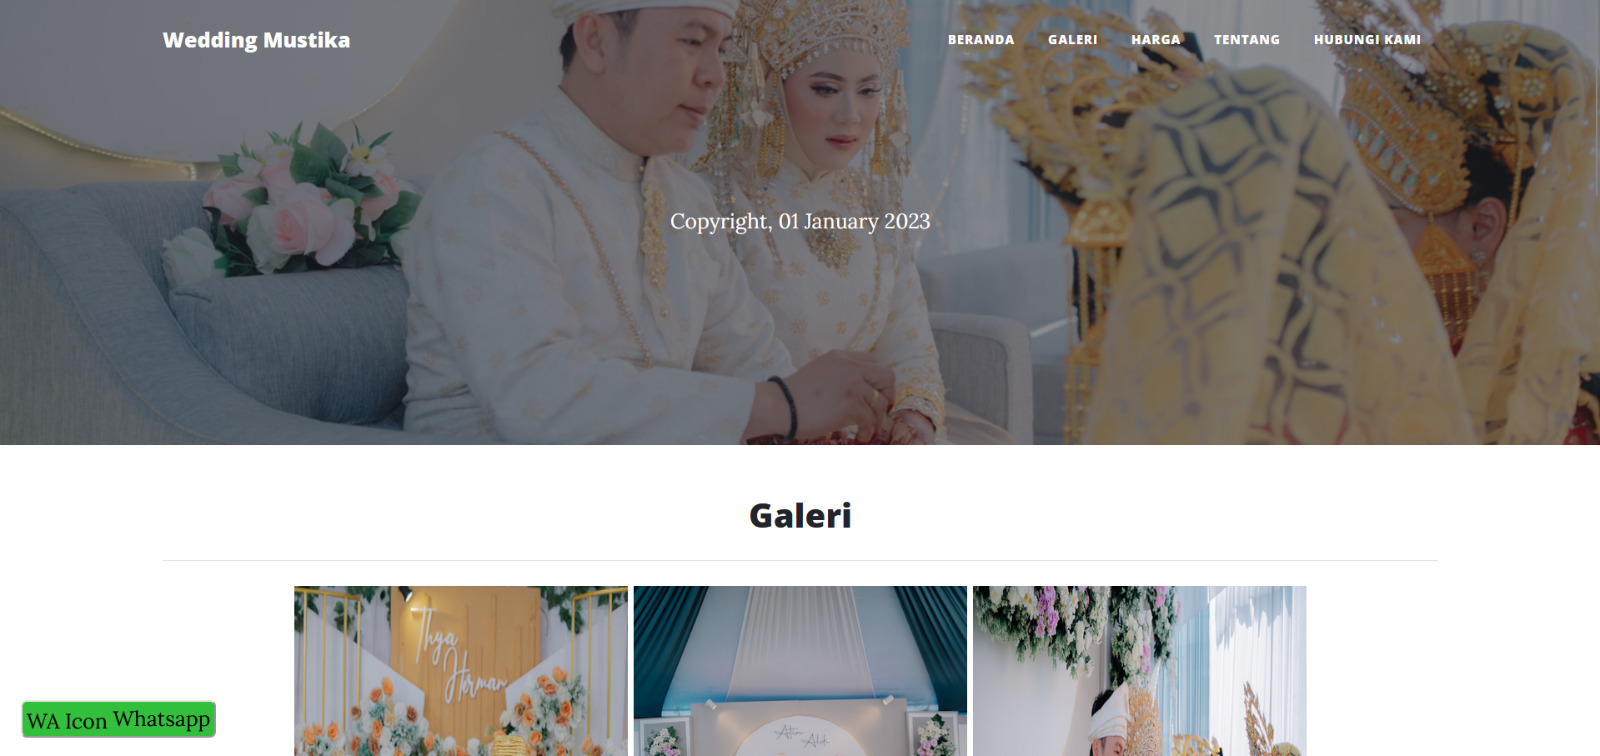 Wedding Mustika
BERANDA GALERI HARGA TENTANG HUBUNGI KAMI
Copyright, 01 January 2023
Galeri
Thya
Herman
WA Icon Whatsapp